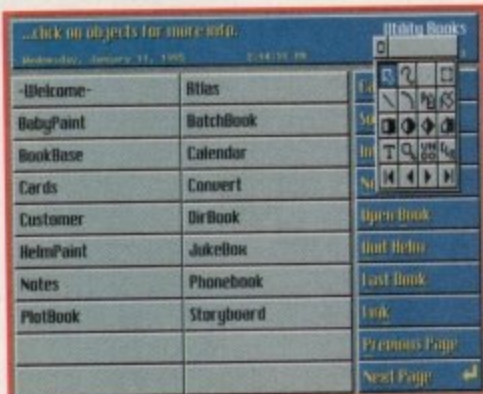 ...click on objects for more info.
Utility Books
Wednesday, January 11, 1995
-Welcome-
Atlas
BabyPaint
BatchBook
BookBase
Calendar
Cards
Convert
Customer
DirBook
HelmPaint
JukeBox
Notes
Phonebook
PlotBook
Storyboard
Open Book
Quit Helm
Last Book
Link
Previous Page
Next Page